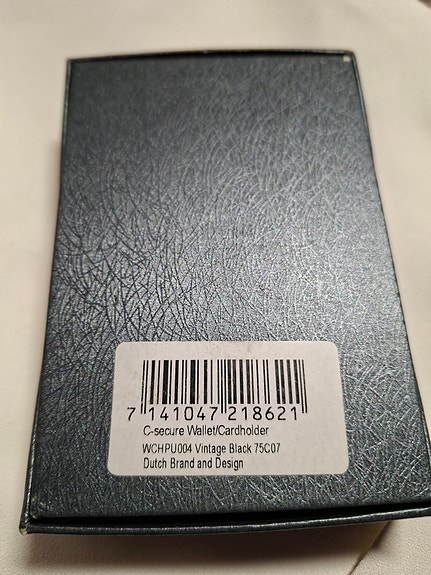 7 141047 218621
C-secure Wallet/Cardholder
WCHPU004 Vintage Black 75C07
Dutch Brand and Design